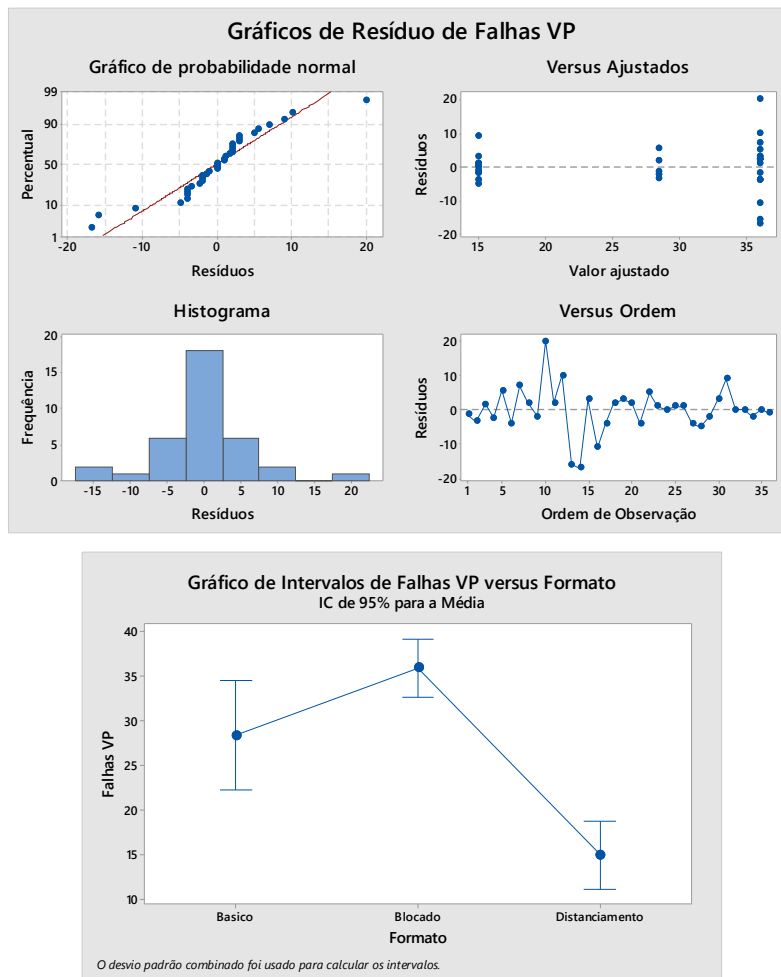 Gráficos de Resíduo de Falhas VP
Gráfico de probabilidade normal
99
90
50
10
1
-20 -10 0 10 20
Percentual
Resíduos
Versus Ajustados
20
10
0
-10
-20
15 20 25 30 35
Resíduos
Valor ajustado
Histograma
20
15
10
5
0
-15 -10 -5 0 5 10 15 20
Frequência
Resíduos
Versus Ordem
20
10
0
-10
-20
1 5 10 15 20 25 30 35
Resíduos
Ordem de Observação
Gráfico de Intervalos de Falhas VP versus Formato
IC de 95% para a Média
40
35
30
25
20
15
10
Falhas VP
Basico Blocado Distanciamento
Formato
O desvio padrão combinado foi usado para calcular os intervalos.